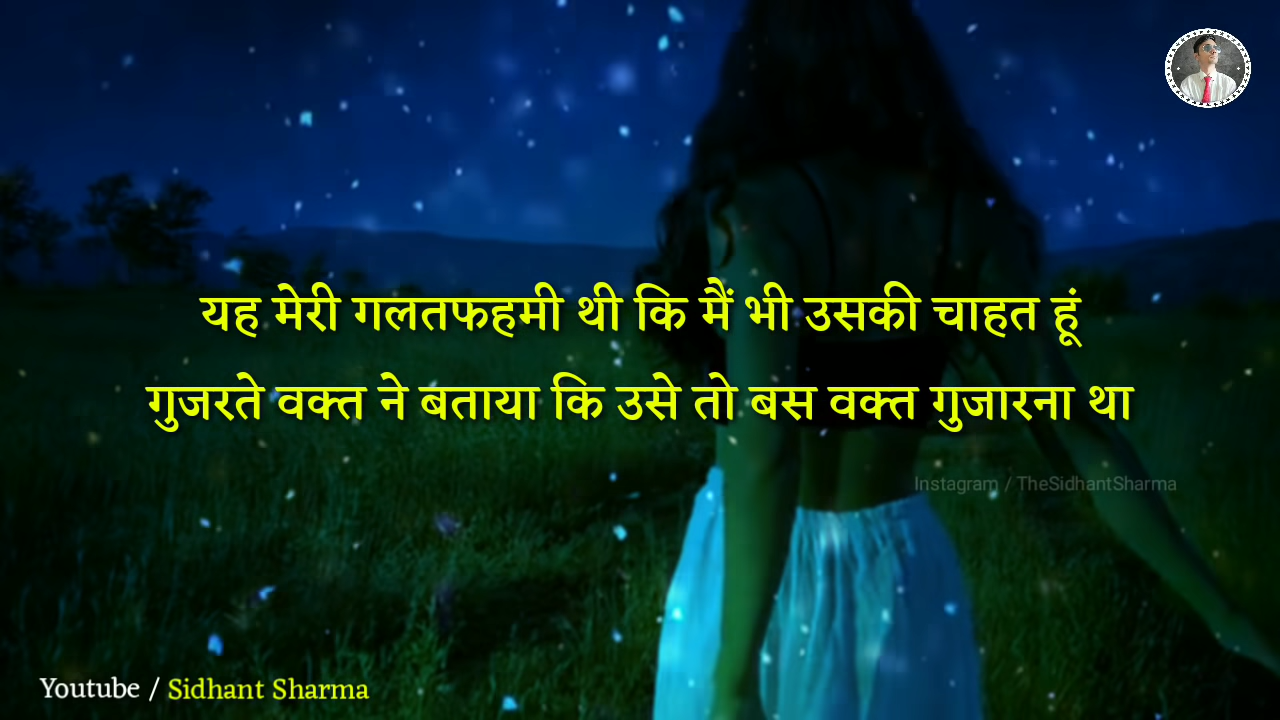 यह मेरी गलतफहमी थी कि मैं भी उसकी चाहत हूं
गुजरते वक्त ने बताया कि उसे तो बस वक्त गुजारना था
Instagram / TheSidhantSharma
Youtube / Sidhant Sharma